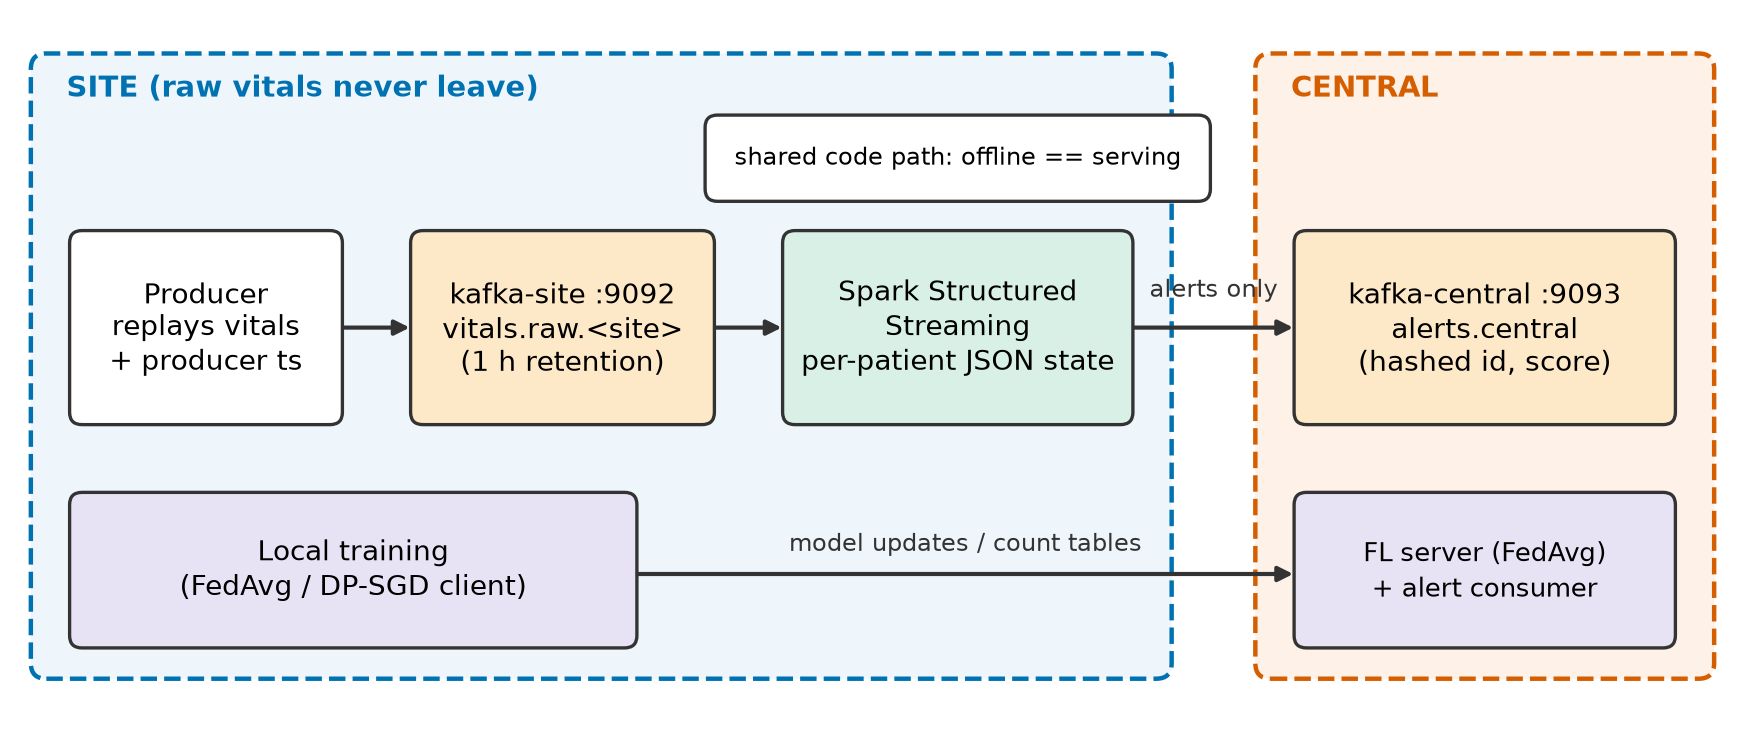 SITE (raw vitals never leave)
CENTRAL
shared code path: offline == serving
Producer
replays vitals
+ producer ts
kafka-site :9092
vitals.raw.<site>
(1 h retention)
Spark Structured
Streaming
per-patient JSON state
alerts only
kafka-central :9093
alerts.central
(hashed id, score)
Local training
(FedAvg / DP-SGD client)
model updates / count tables
FL server (FedAvg)
+ alert consumer